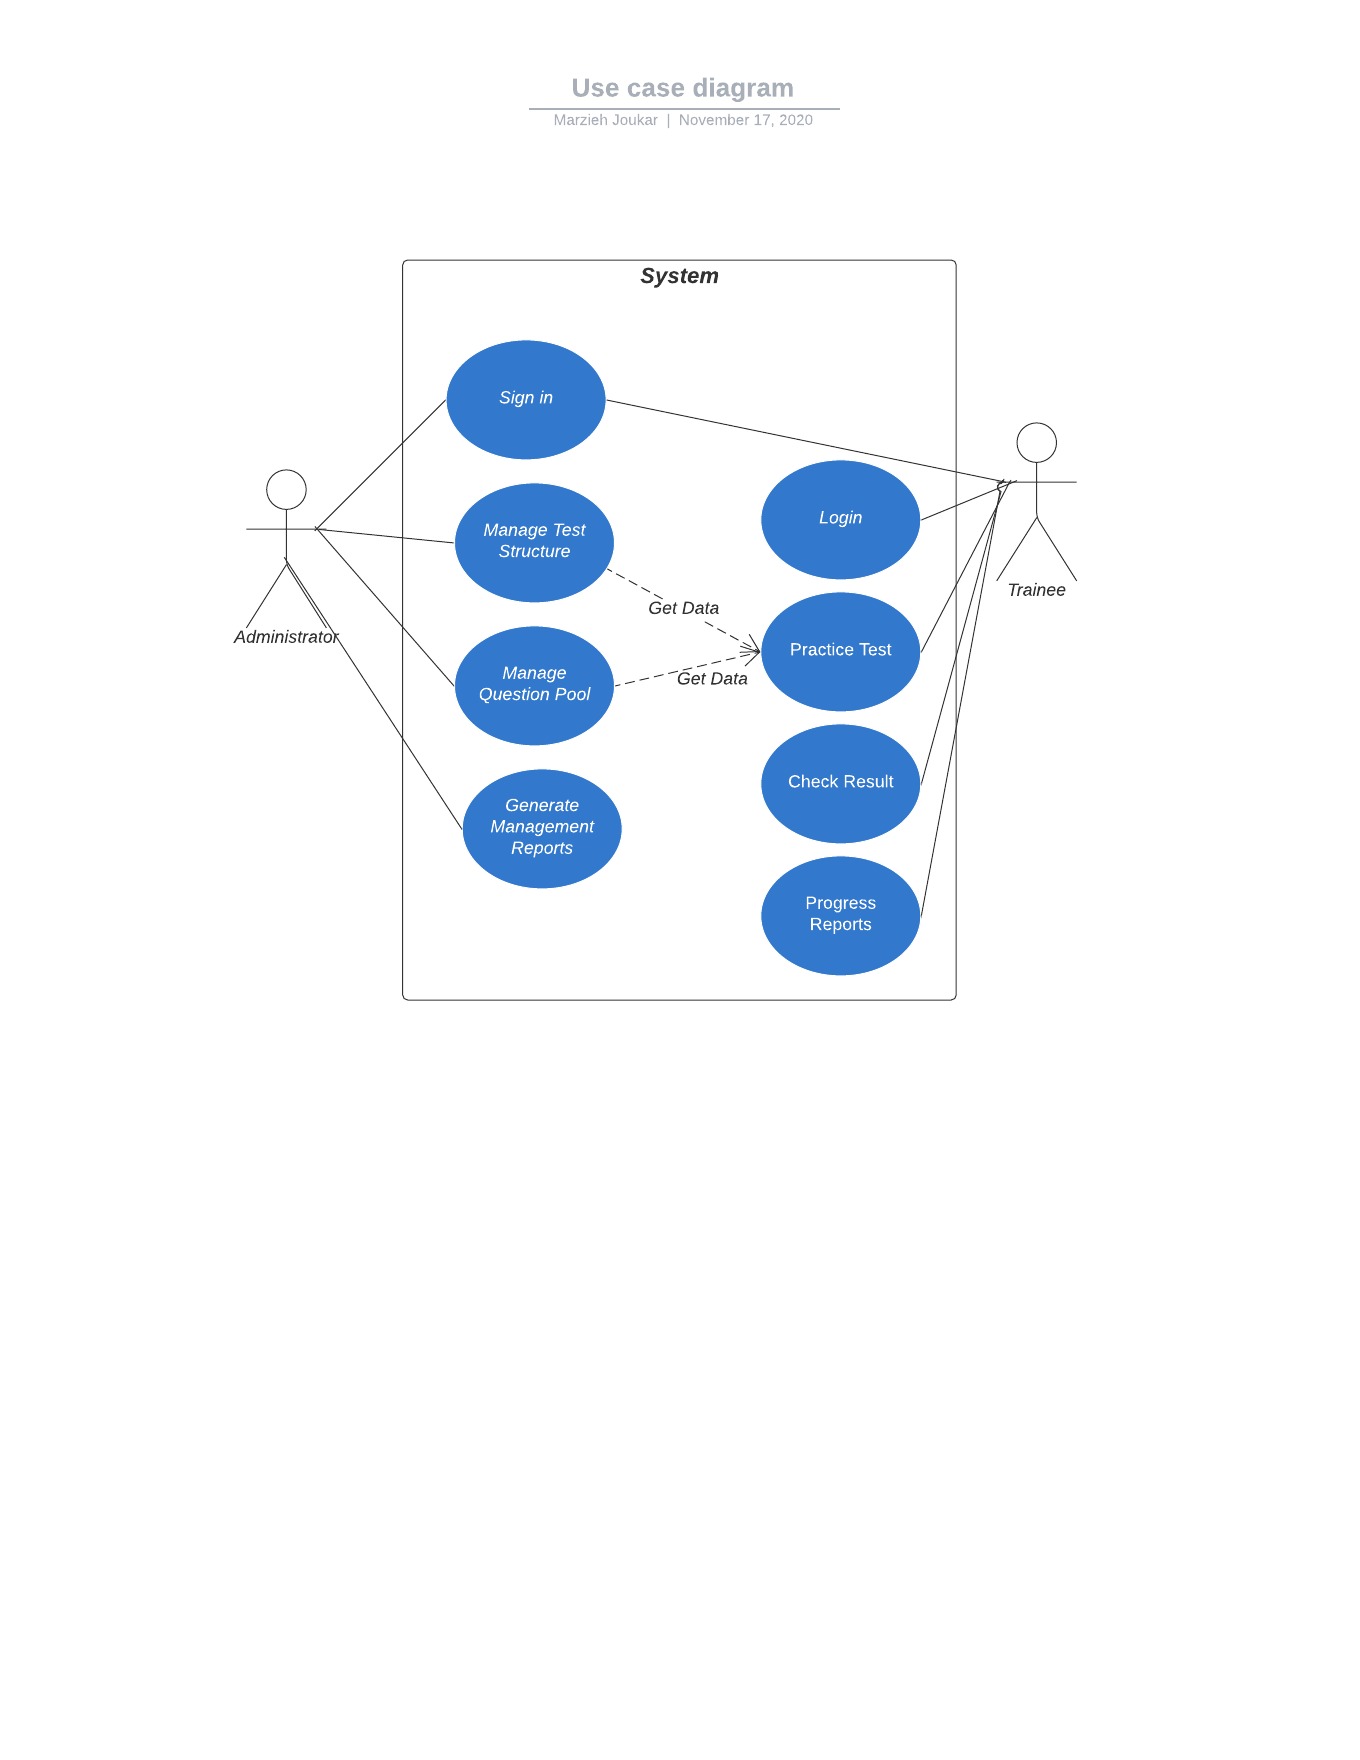 Use case diagram
Marzieh Joukar | November 17, 2020
System
Sign in
Login
Manage Test
Structure
Trainee
Get Data
Administrator
Practice Test
Manage
Question Pool
Get Data
Check Result
Generate
Management
Reports
Progress
Reports